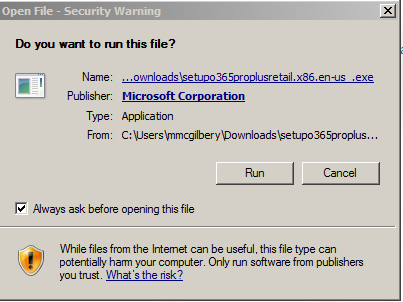 Open File - Security Warning
Do you want to run this file?
Name: ...ownloads\setupo365proplusretail.x86.en-us_.exe
Publisher: Microsoft Corporation
Type: Application
From: C:\Users\mmcgilbery\Downloads\setupo365proplus...
Run Cancel
Always ask before opening this file
While files from the Internet can be useful, this file type can
potentially harm your computer. Only run software from publishers
you trust. What's the risk?